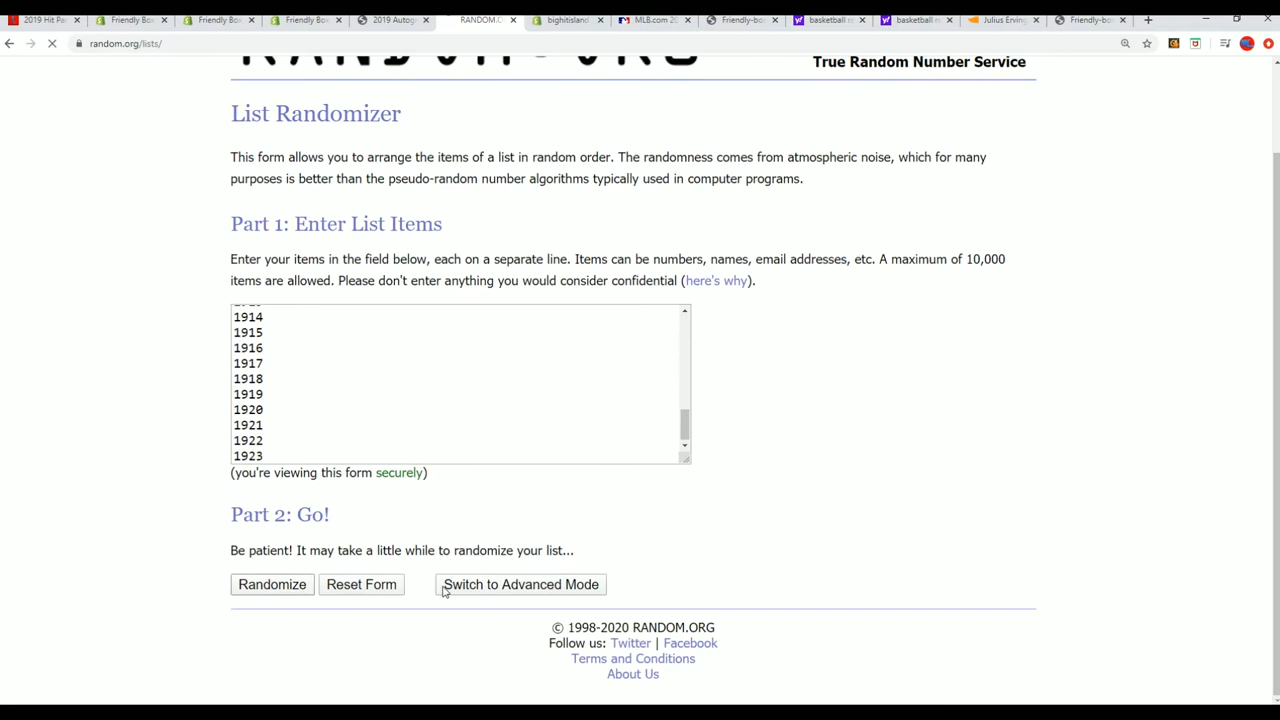 2019 Hit Pa
Friendly Bo
Friendly Bo
Friendly Bo
2019 Autog
RANDOM.C
bighitisland
MLB.com 20
Friendly-bo
basketball r
basketball r
Julius Erving
Friendly-bo
random.org/lists/
RANDOM.ORG
True Random Number Service
List Randomizer
This form allows you to arrange the items of a list in random order. The randomness comes from atmospheric noise, which for many
purposes is better than the pseudo-random number algorithms typically used in computer programs.
Part 1: Enter List Items
Enter your items in the field below, each on a separate line. Items can be numbers, names, email addresses, etc. A maximum of 10,000
items are allowed. Please don't enter anything you would consider confidential (here's why).
1914
1915
1916
1917
1918
1919
1920
1921
1922
1923
(you're viewing this form securely)
Part 2: Go!
Be patient! It may take a little while to randomize your list...
Randomize Reset Form Switch to Advanced Mode
© 1998-2020 RANDOM.ORG
Follow us: Twitter | Facebook
Terms and Conditions
About Us